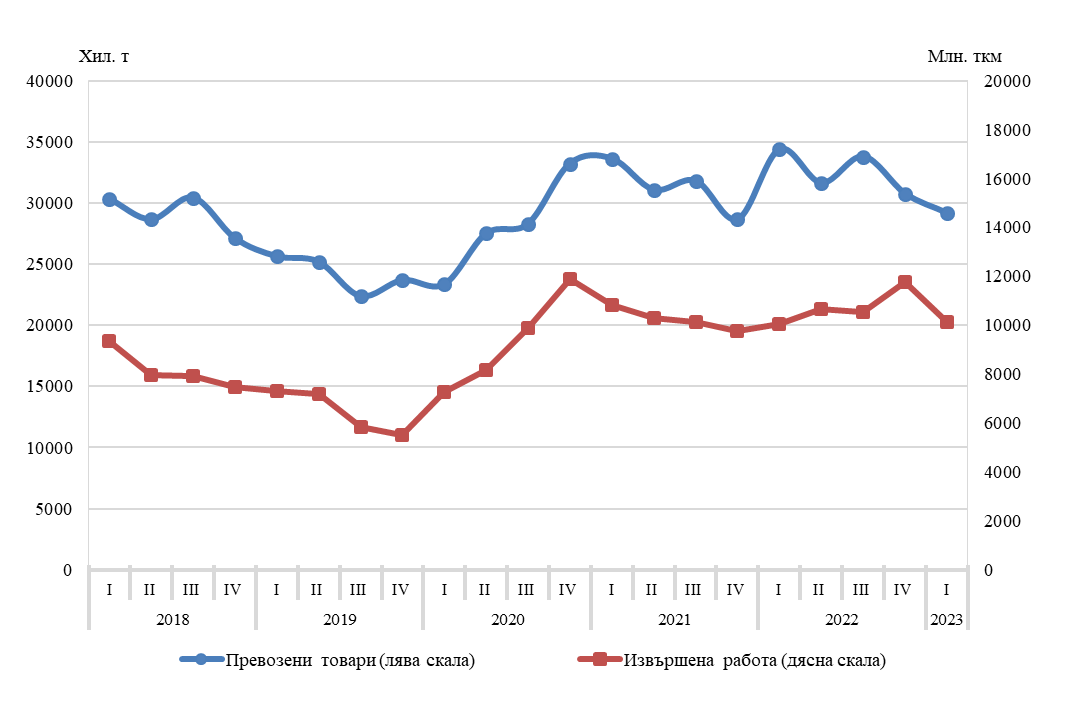 Хил. т Млн. ткм
40000 20000
35000 18000
30000 16000
25000 14000
20000 12000
15000 10000
10000 8000
5000 6000
0 4000
2000
0
I II III IV I II III IV I II III IV I II III IV I II III IV I
2018 2019 2020 2021 2022 2023
Превозени товари (лява скала) Извършена работа (дясна скала)